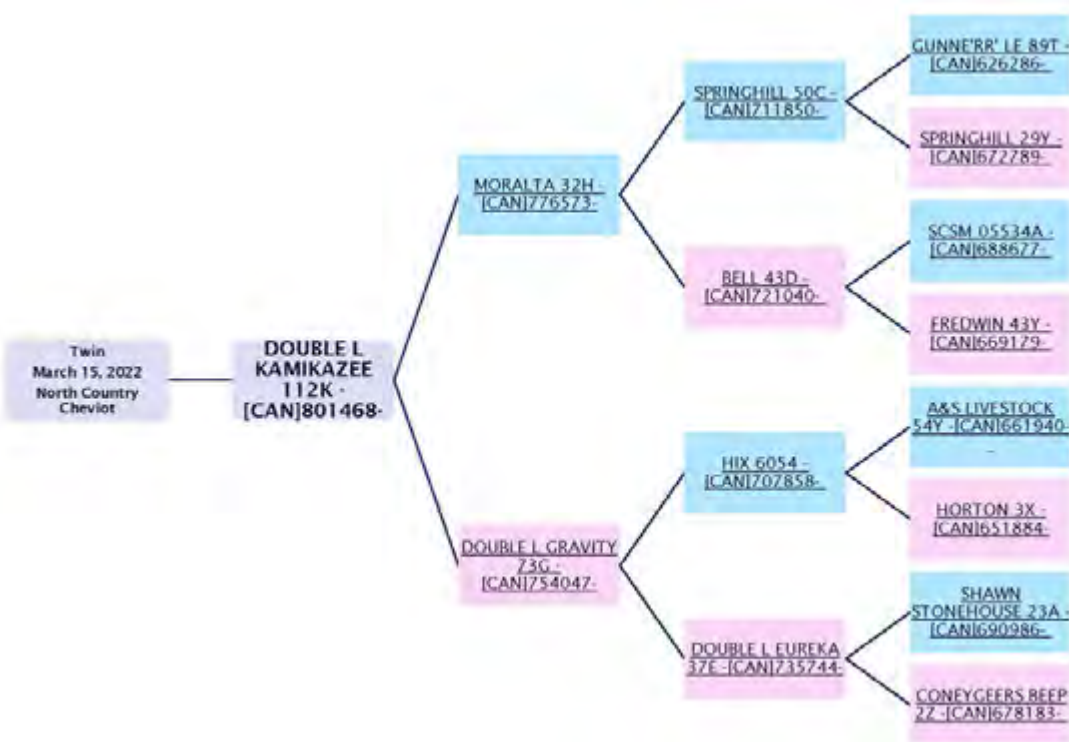 Twin
March 15, 2022
North Country
Cheviot
DOUBLE L
KAMIKAZEE
112K -
[CAN]801468-
MORALTA 32H -
[CAN]776573-
DOUBLE L GRAVITY
73G -
[CAN]754047-
SPRINGHILL 50C -
[CAN]711850-
BELL 43D -
[CAN]721040-
HIX 6054 -
[CAN]707858-
DOUBLE L EUREKA
37E -[CAN]735744-
GUNNE'RR' LE 89T -
[CAN]626286-
SPRINGHILL 29Y -
[CAN]672789-
SCSM 05534A -
[CAN]688677-
FREDWIN 43Y -
[CAN]669179-
A&S LIVESTOCK
54Y -[CAN]661940-
-
HORTON 3X -
[CAN]651884-
SHAWN
STONEHOUSE 23A -
[CAN]690986-
CONEYGEERS BEEP
2Z -[CAN]678183-